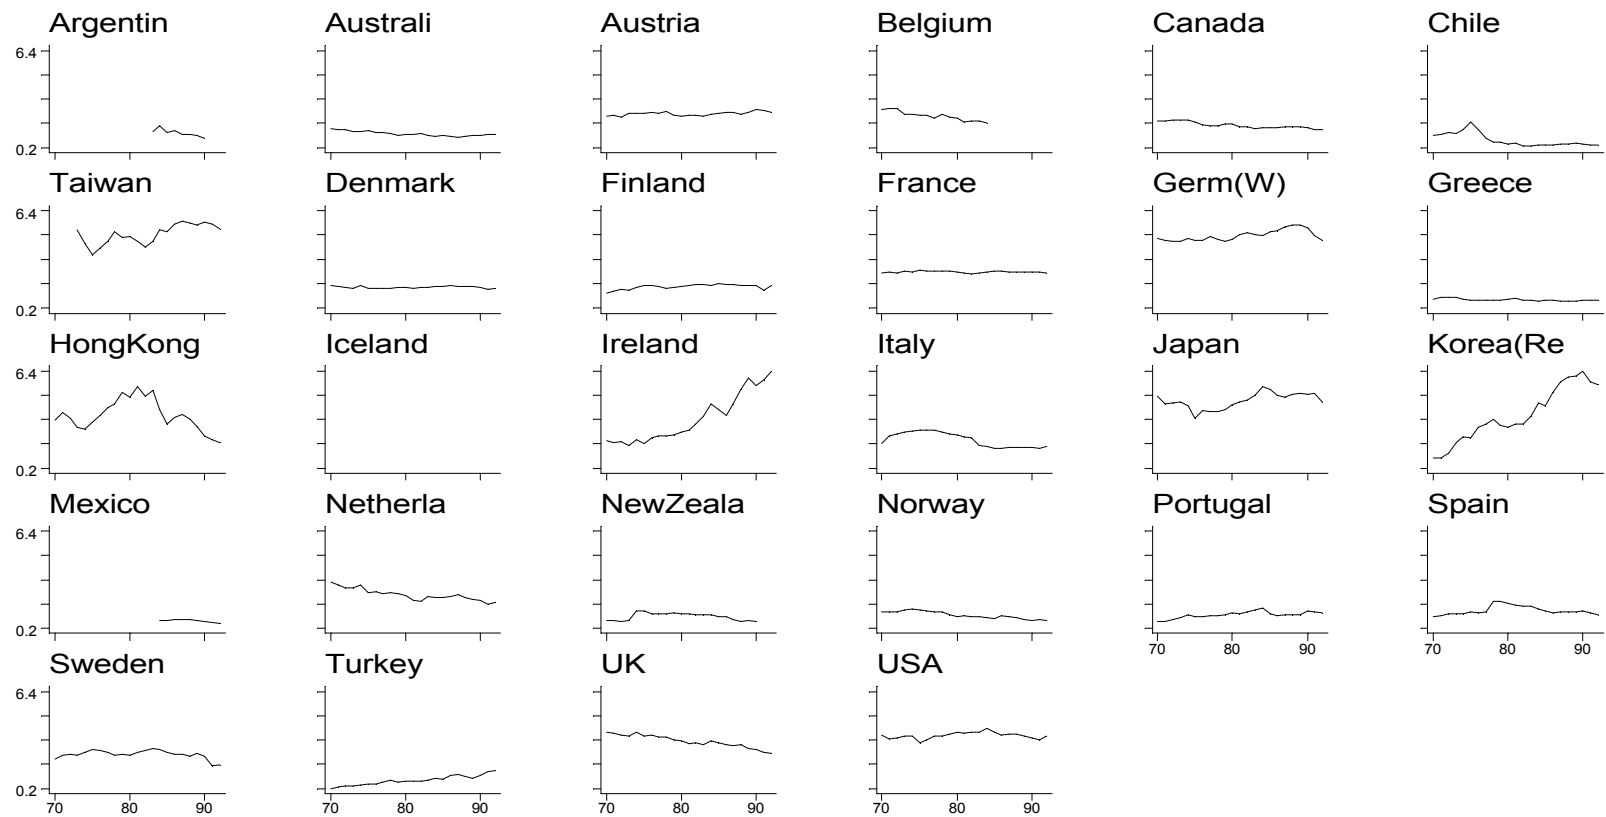 Argentin Australi Austria Belgium Canada Chile
6.4
0.2
Taiwan Denmark Finland France Germ(W) Greece
6.4
0.2
HongKong Iceland Ireland Italy Japan Korea(Re
6.4
0.2
Mexico Netherla NewZeala Norway Portugal Spain
6.4
0.2
70 80 90 70 80 90
Sweden Turkey UK USA
6.4
0.2
70 80 90 70 80 90 70 80 90 70 80 90